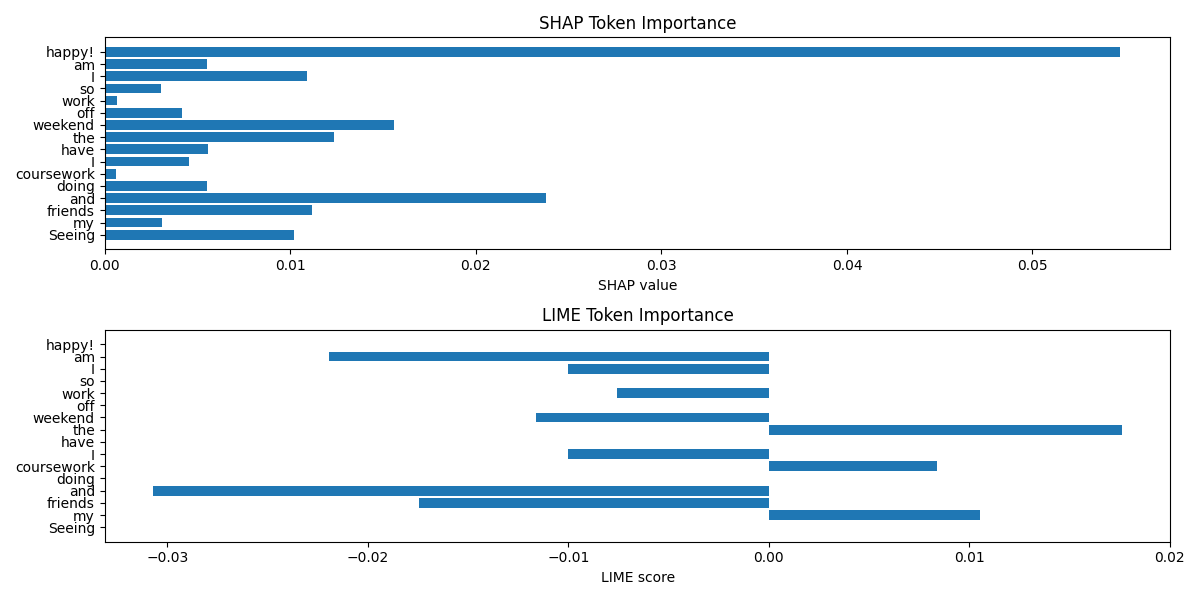 SHAP Token Importance
happy!
am
I
so
work
off
weekend
the
have
I
coursework
doing
and
friends
my
Seeing
0.00 0.01 0.02 0.03 0.04 0.05
SHAP value
LIME Token Importance
happy!
am
I
so
work
off
weekend
the
have
I
coursework
doing
and
friends
my
Seeing
−0.03 −0.02 −0.01 0.00 0.01 0.02
LIME score